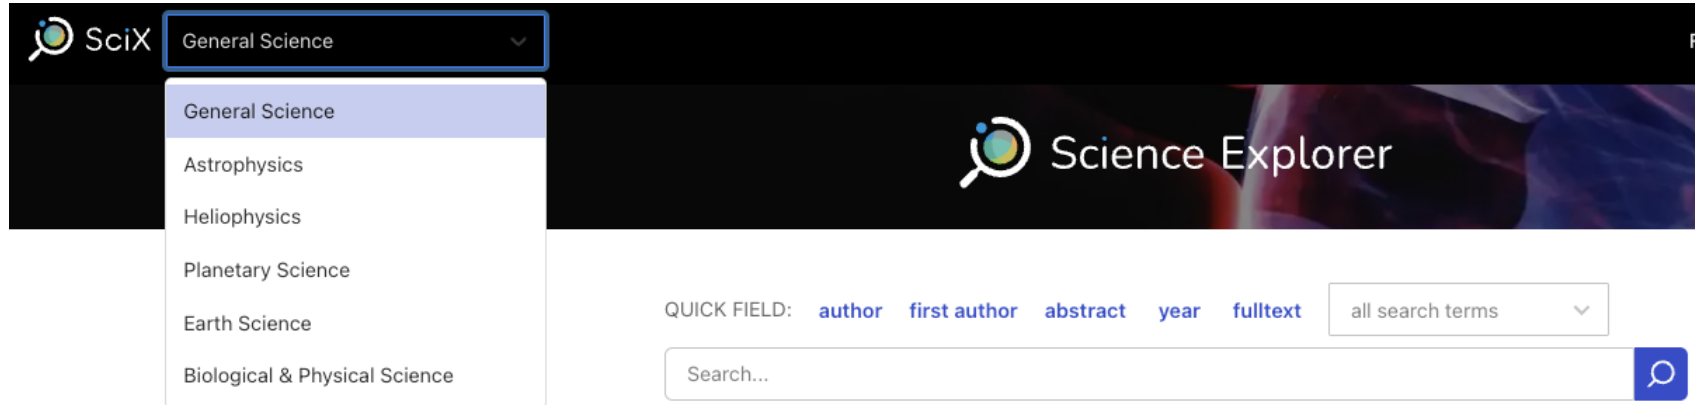 SciX
General Science
General Science
Astrophysics
Heliophysics
Planetary Science
Earth Science
Biological & Physical Science
Science Explorer
QUICK FIELD: author first author abstract year fulltext all search terms
Search...